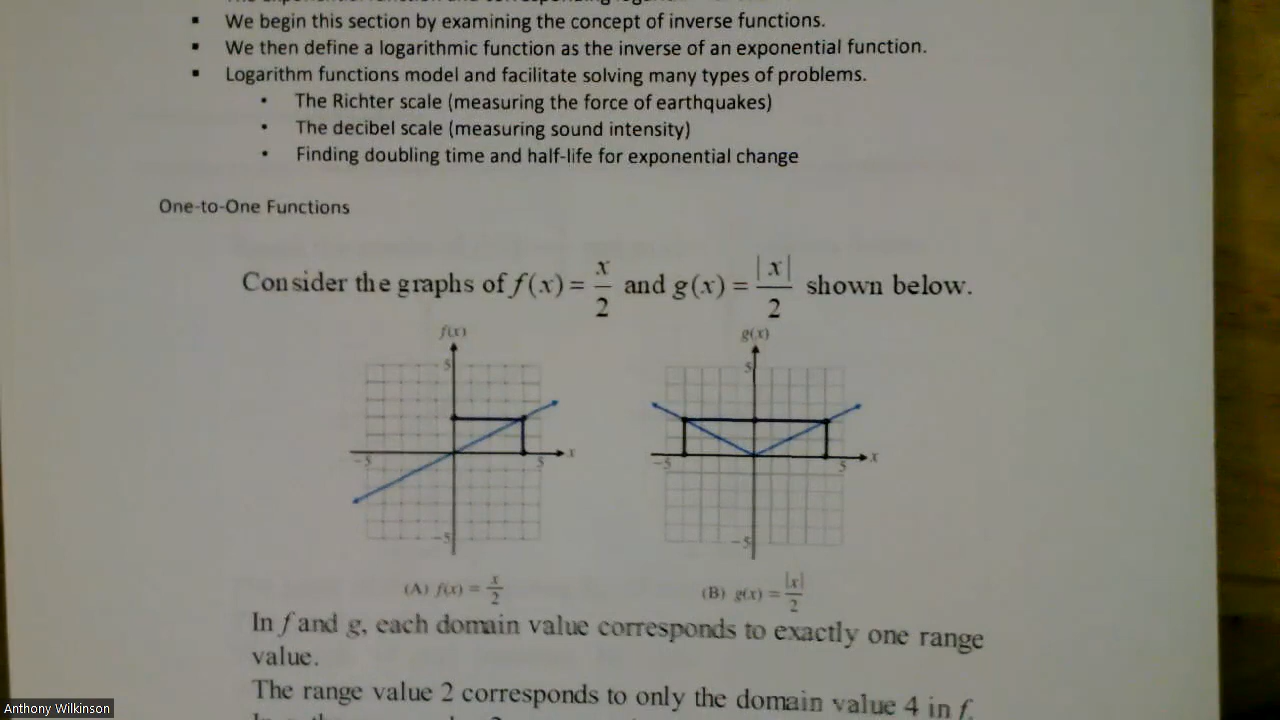 ▪ We begin this section by examining the concept of inverse functions.
▪ We then define a logarithmic function as the inverse of an exponential function.
▪ Logarithm functions model and facilitate solving many types of problems.
• The Richter scale (measuring the force of earthquakes)
• The decibel scale (measuring sound intensity)
• Finding doubling time and half-life for exponential change
One-to-One Functions
Consider the graphs of f(x) = x/2 and g(x) = |x|/2 shown below.
f(x)
5
-5
5
x
-5
g(x)
5
-5
5
x
-5
(A) f(x) = x/2
(B) g(x) = |x|/2
In f and g, each domain value corresponds to exactly one range
value.
The range value 2 corresponds to only the domain value 4 in f.
Anthony Wilkinson